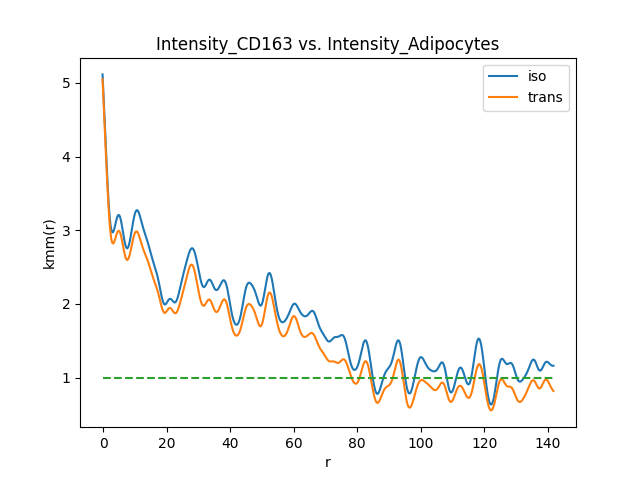 Intensity_CD163 vs. Intensity_Adipocytes
iso
trans
kmm(r)
5
4
3
2
1
0 20 40 60 80 100 120 140
r